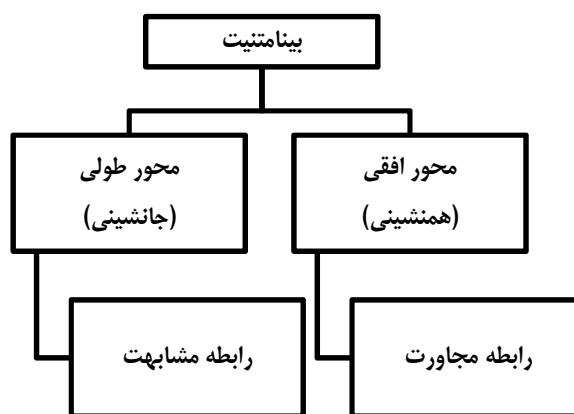 بینامتنیت
محور افقی
(همنشینی)
محور طولی
(جانشینی)
رابطه مجاورت
رابطه مشابهت